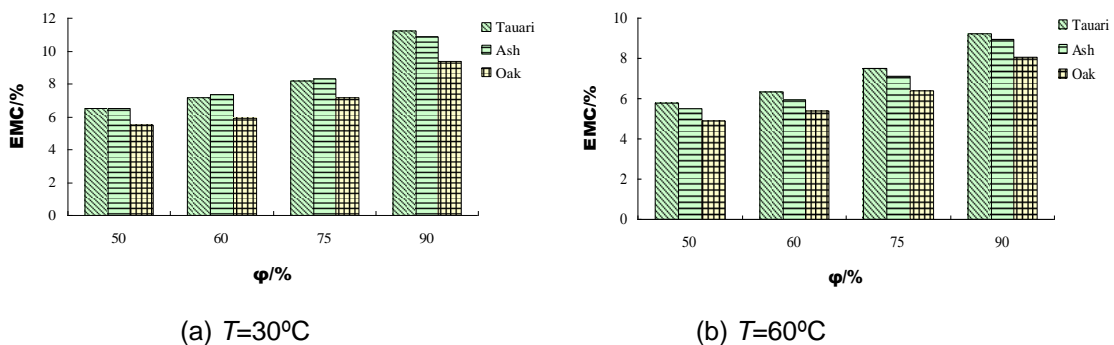 12
10
8
6
4
2
0
EMC/%
50 60 75 90
φ/%
Tauari
Ash
Oak
(a) T=30ºC
10
8
6
4
2
0
EMC/%
50 60 75 90
φ/%
Tauari
Ash
Oak
(b) T=60ºC